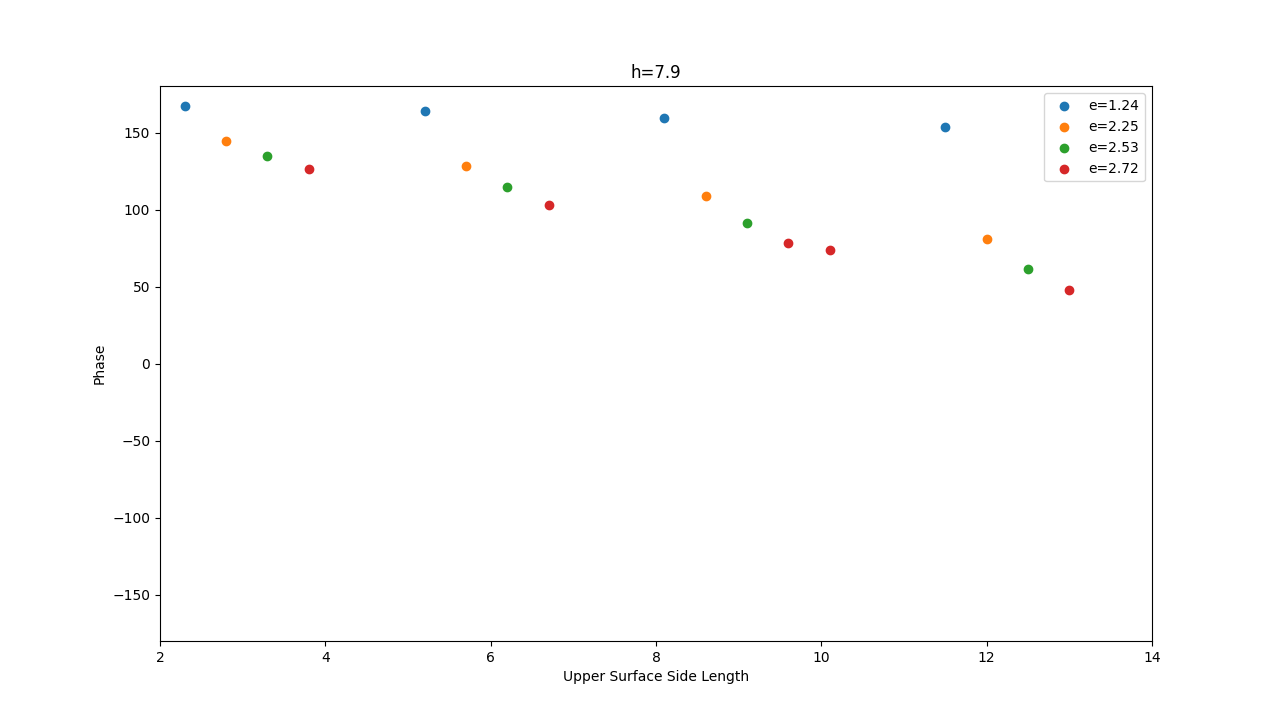 h=7.9
e=1.24
e=2.25
e=2.53
e=2.72
150
100
50
0
−50
−100
−150
Phase
2 4 6 8 10 12 14
Upper Surface Side Length